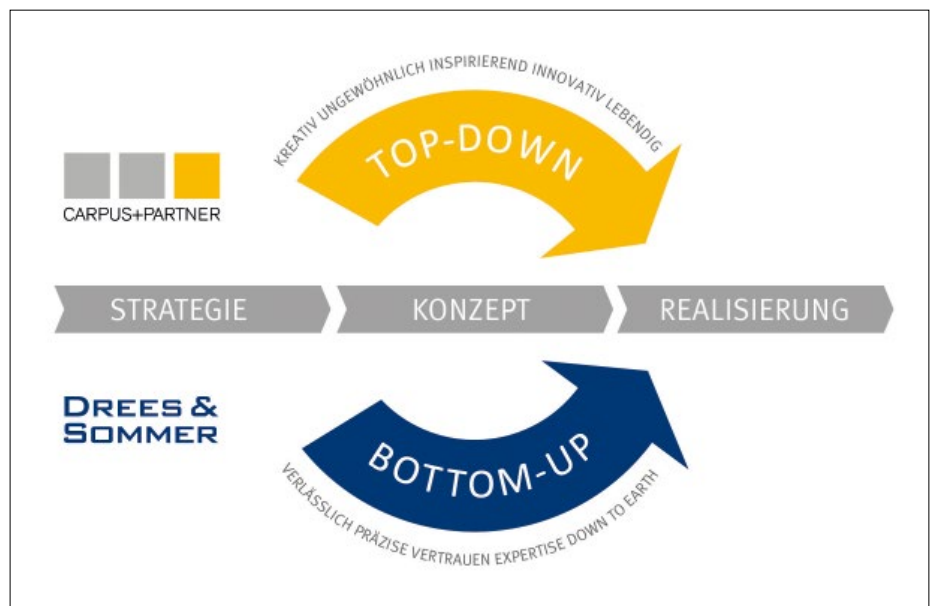 KREATIV UNGEWÖHNLICH INSPIRIEREND INNOVATIV LEBENDIG
TOP-DOWN
CARPUS+PARTNER
STRATEGIE
KONZEPT
REALISIERUNG
DREES &
SOMMER
BOTTOM-UP
VERLÄSSLICH PRÄZISE VERTRAUEN EXPERTISE DOWN TO EARTH